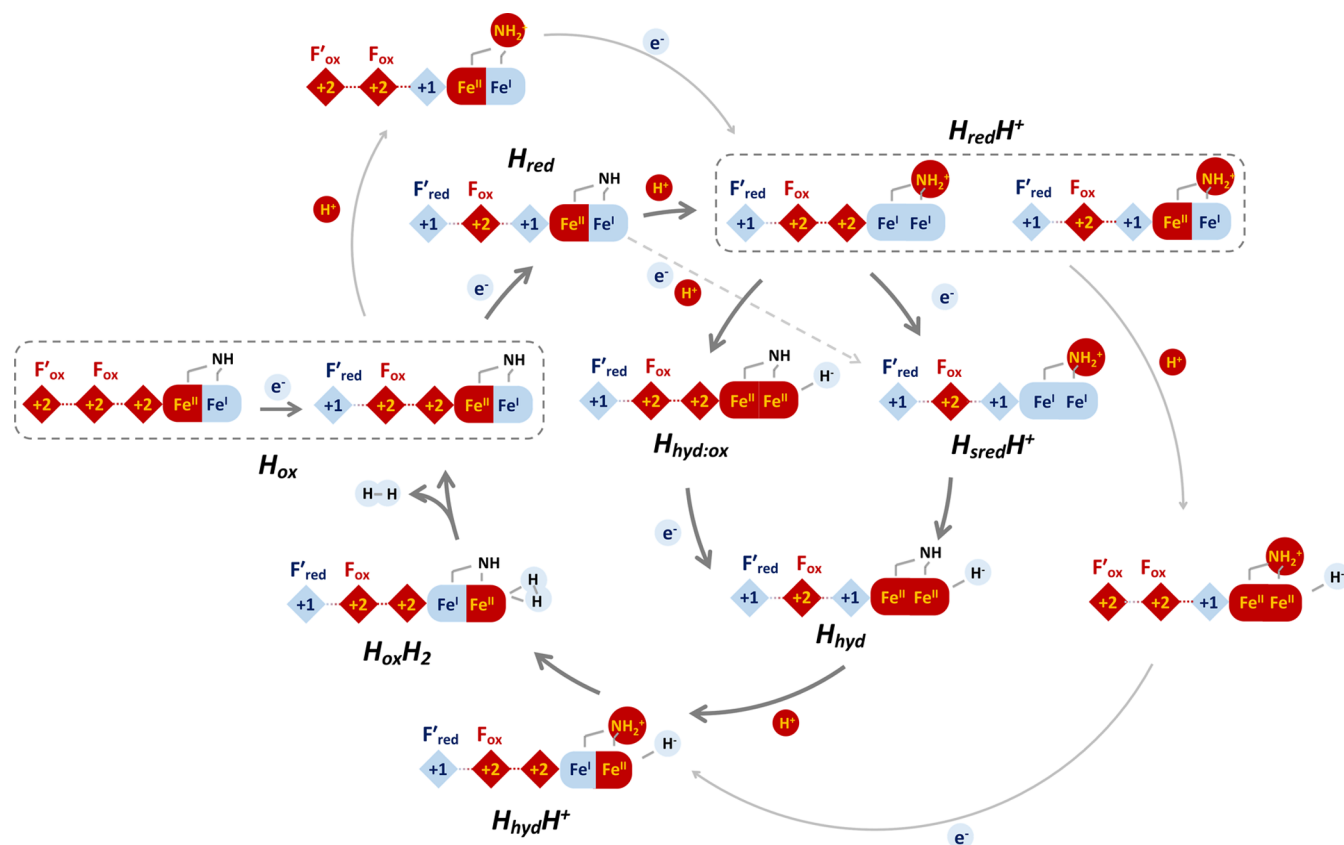 NH₂⁺
F'ox Fox
+2 +2 +1 Feᴵᴵ Feᴵ
e⁻
H⁺
Hred
NH
F'red Fox
+1 +2 +1 Feᴵᴵ Feᴵ
H⁺
HredH⁺
NH₂⁺
F'red Fox
+1 +2 +2 Feᴵ Feᴵ
NH₂⁺
F'red Fox
+1 +2 +1 Feᴵᴵ Feᴵ
e⁻
e⁻
H⁺
e⁻
H⁺
NH
F'ox Fox
+2 +2 +2 Feᴵᴵ Feᴵ
e⁻
NH
F'red Fox
+1 +2 +2 Feᴵᴵ Feᴵ
Hox
NH
H⁻
F'red Fox
+1 +2 +2 Feᴵᴵ Feᴵᴵ
Hhyd:ox
NH₂⁺
F'red Fox
+1 +2 +1 Feᴵ Feᴵ
HsredH⁺
H–H
e⁻
NH
H
H
F'red Fox
+1 +2 +2 Feᴵ Feᴵᴵ
HoxH₂
NH
H⁻
F'red Fox
+1 +2 +1 Feᴵᴵ Feᴵᴵ
Hhyd
NH₂⁺
H⁻
F'ox Fox
+2 +2 +1 Feᴵᴵ Feᴵᴵ
H⁺
NH₂⁺
H⁻
F'red Fox
+1 +2 +2 Feᴵ Feᴵᴵ
HhydH⁺
e⁻